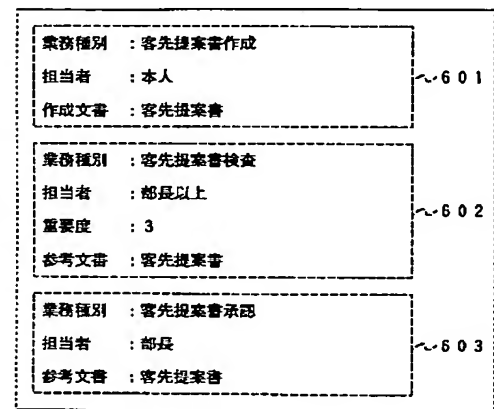 業務種別 : 客先提案書作成
担当者 : 本人
作成文書 : 客先提案書
601
業務種別 : 客先提案書検査
担当者 : 部長以上
重要度 : 3
参考文書 : 客先提案書
602
業務種別 : 客先提案書承認
担当者 : 部長
参考文書 : 客先提案書
603